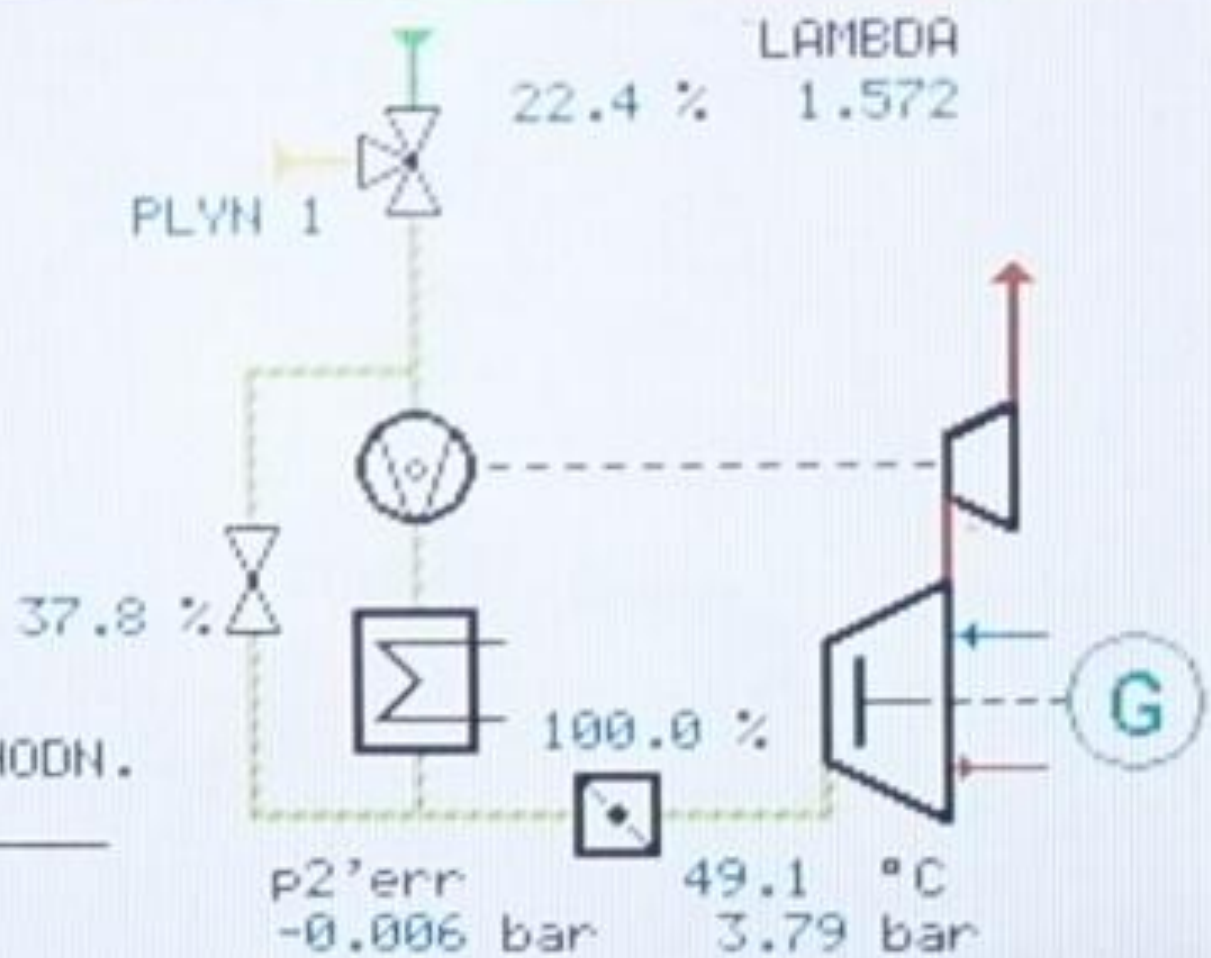 LAMBDA
22.4 % 1.572
PLYN 1
37.8 %
100.0 %
HODN.
G
p2'err 49.1 °C
-0.006 bar 3.79 bar